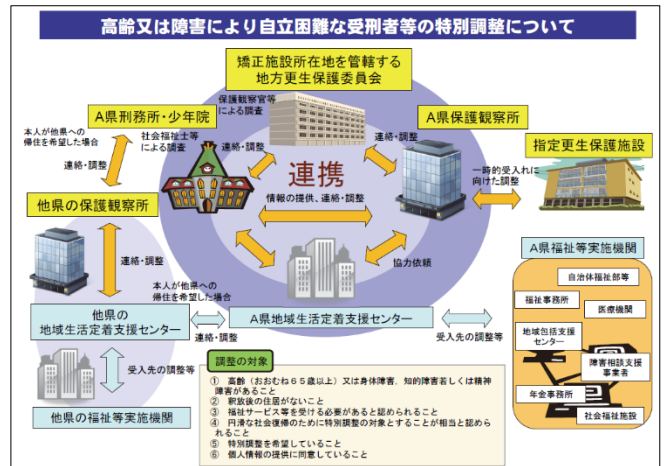 高齢又は障害により自立困難な受刑者等の特別調整について
矯正施設所在地を管轄する
地方更生保護委員会
保護観察官等
による調査
A県刑務所・少年院
社会福祉士等
による調査
連絡・調整
本人が他県への
帰住を希望した場合
連絡・調整
連絡・調整
A県保護観察所
指定更生保護施設
一時的受入れに
向けた調整
連携
情報の提供、連絡・調整
協力依頼
他県の保護観察所
連絡・調整
本人が他県への
帰住を希望した場合
他県の
地域生活定着支援センター
連絡・調整
A県地域生活定着支援センター
受入先の調整等
受入先の調整等
他県の福祉等実施機関
A県福祉等実施機関
自治体福祉部等
福祉事務所
医療機関
地域包括支援
センター
障害相談支援
事業者
年金事務所
社会福祉施設
調整の対象
① 高齢（おおむね６５歳以上）又は身体障害、知的障害若しくは精神
障害があること
② 釈放後の住居がないこと
③ 福祉サービス等を受ける必要があると認められること
④ 円滑な社会復帰のために特別調整の対象とすることが相当と認めら
れること
⑤ 特別調整を希望していること
⑥ 個人情報の提供に同意していること
6